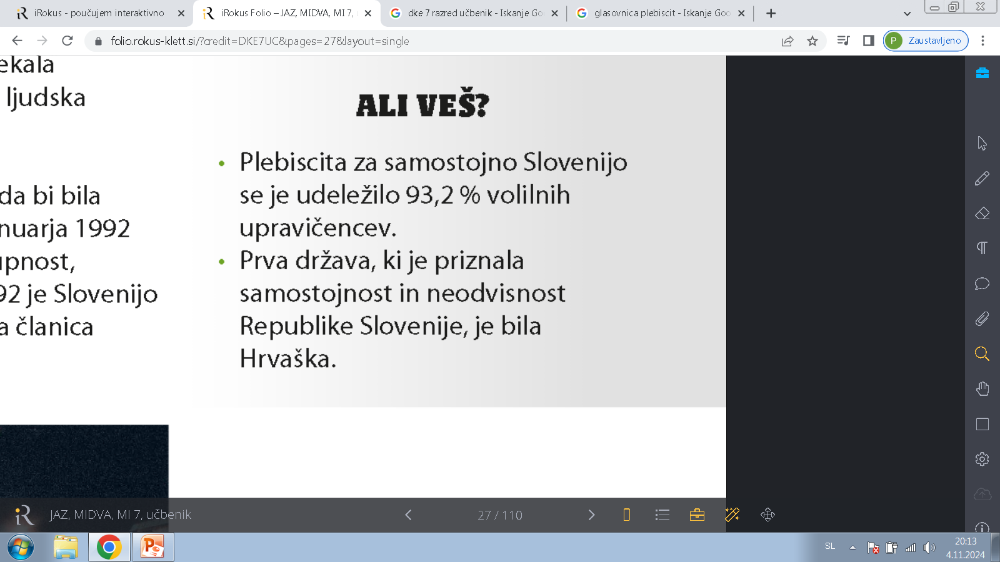 iRokus - poučujem interaktivno
iRokus Folio – JAZ, MIDVA, MI 7,
dke 7 razred učbenik - Iskanje Goo
glasovnica plebiscit - Iskanje Goo
folio.rokus-klett.si/?credit=DKE7UC&pages=27&layout=single
P Zaustavljeno
ekala
ljudska
da bi bila
nuarja 1992
upnost,
92 je Slovenijo
a članica
ALI VEŠ?
• Plebiscita za samostojno Slovenijo
se je udeležilo 93,2 % volilnih
upravičencev.
• Prva država, ki je priznala
samostojnost in neodvisnost
Republike Slovenije, je bila
Hrvaška.
iR JAZ, MIDVA, MI 7, učbenik
27 / 110
SL
20:13
4.11.2024